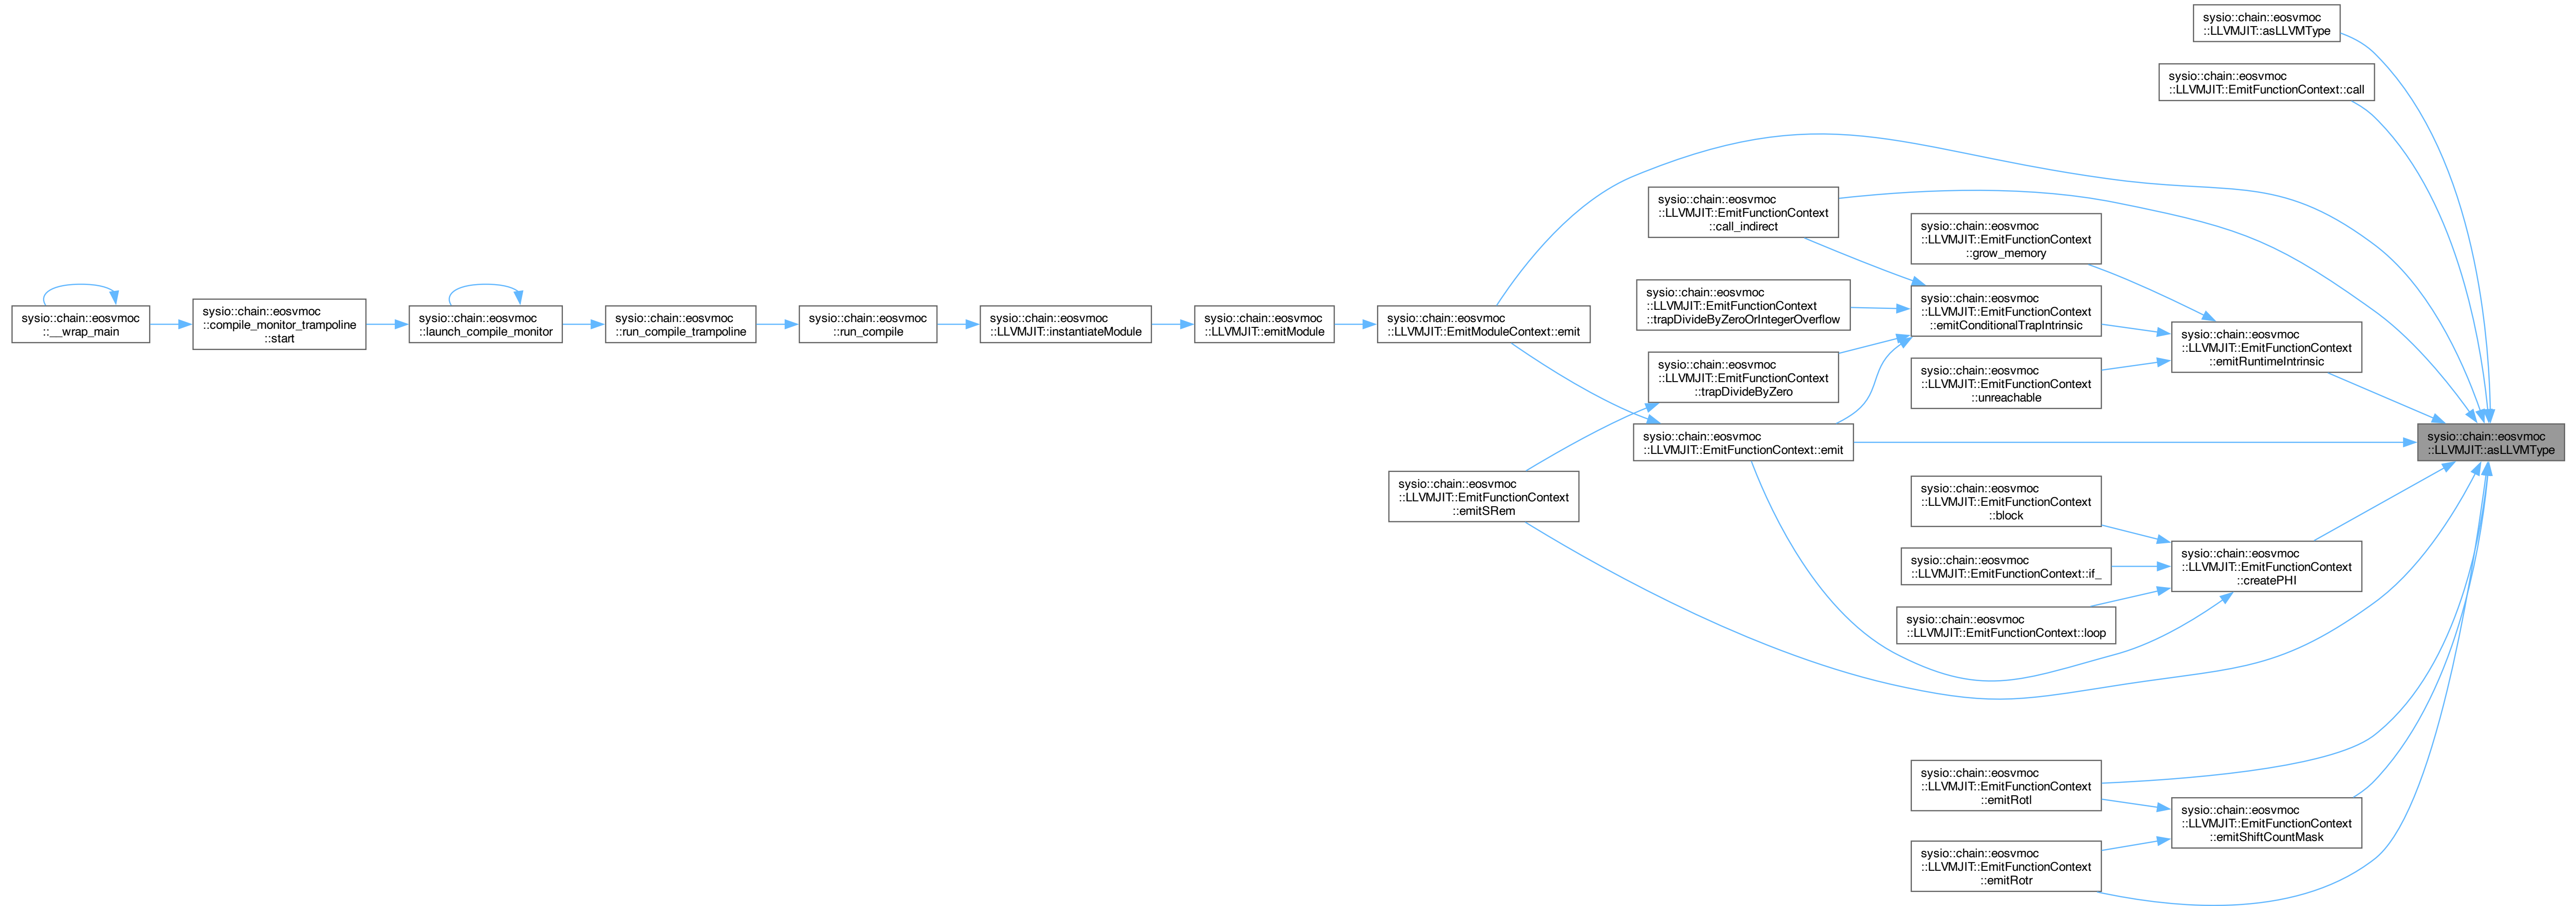 sysio::chain::eosvmoc
::LLVMJIT::asLLVMType
sysio::chain::eosvmoc
::LLVMJIT::EmitFunctionContext::call
sysio::chain::eosvmoc
::LLVMJIT::EmitFunctionContext
::call_indirect
sysio::chain::eosvmoc
::LLVMJIT::EmitFunctionContext
::grow_memory
sysio::chain::eosvmoc
::LLVMJIT::EmitFunctionContext
::trapDivideByZeroOrIntegerOverflow
sysio::chain::eosvmoc
::LLVMJIT::EmitFunctionContext
::emitConditionalTrapIntrinsic
sysio::chain::eosvmoc
::__wrap_main
sysio::chain::eosvmoc
::compile_monitor_trampoline
::start
sysio::chain::eosvmoc
::launch_compile_monitor
sysio::chain::eosvmoc
::run_compile_trampoline
sysio::chain::eosvmoc
::run_compile
sysio::chain::eosvmoc
::LLVMJIT::instantiateModule
sysio::chain::eosvmoc
::LLVMJIT::emitModule
sysio::chain::eosvmoc
::LLVMJIT::EmitModuleContext::emit
sysio::chain::eosvmoc
::LLVMJIT::EmitFunctionContext
::emitRuntimeIntrinsic
sysio::chain::eosvmoc
::LLVMJIT::EmitFunctionContext
::trapDivideByZero
sysio::chain::eosvmoc
::LLVMJIT::EmitFunctionContext
::unreachable
sysio::chain::eosvmoc
::LLVMJIT::EmitFunctionContext::emit
sysio::chain::eosvmoc
::LLVMJIT::asLLVMType
sysio::chain::eosvmoc
::LLVMJIT::EmitFunctionContext
::emitSRem
sysio::chain::eosvmoc
::LLVMJIT::EmitFunctionContext
::block
sysio::chain::eosvmoc
::LLVMJIT::EmitFunctionContext::if_
sysio::chain::eosvmoc
::LLVMJIT::EmitFunctionContext
::createPHI
sysio::chain::eosvmoc
::LLVMJIT::EmitFunctionContext::loop
sysio::chain::eosvmoc
::LLVMJIT::EmitFunctionContext
::emitRotl
sysio::chain::eosvmoc
::LLVMJIT::EmitFunctionContext
::emitShiftCountMask
sysio::chain::eosvmoc
::LLVMJIT::EmitFunctionContext
::emitRotr